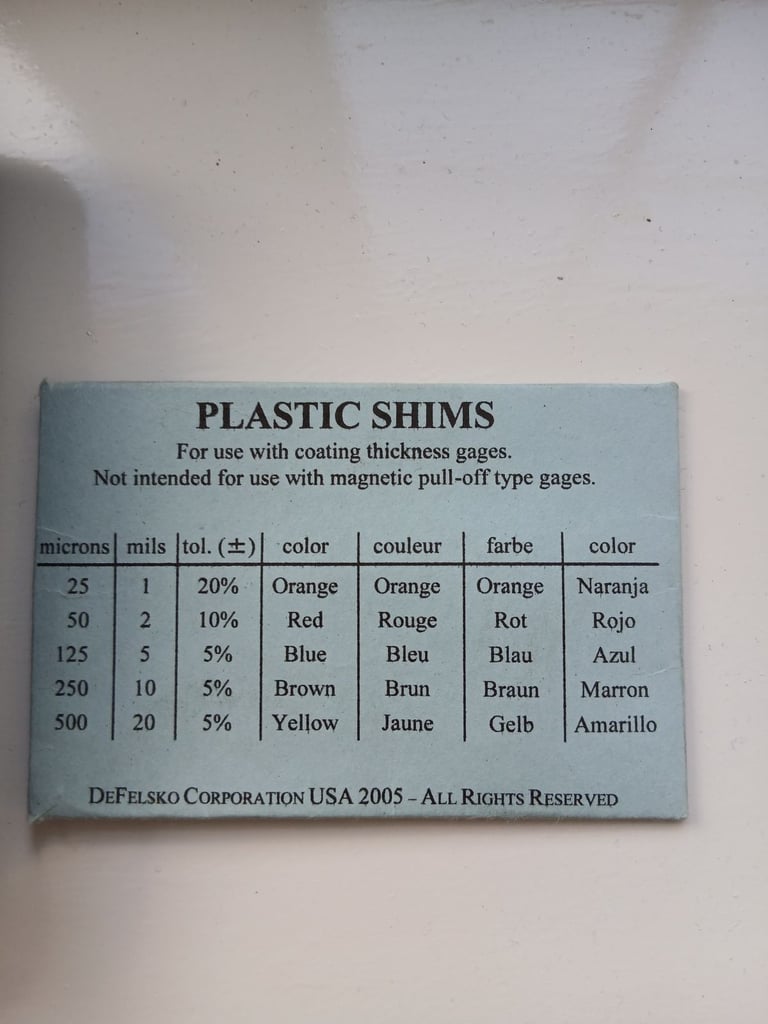 PLASTIC SHIMS
For use with coating thickness gages.
Not intended for use with magnetic pull-off type gages.
microns mils tol. (±) color couleur farbe color
25 1 20% Orange Orange Orange Naranja
50 2 10% Red Rouge Rot Rojo
125 5 5% Blue Bleu Blau Azul
250 10 5% Brown Brun Braun Marron
500 20 5% Yellow Jaune Gelb Amarillo
DEFELSKO CORPORATION USA 2005 – ALL RIGHTS RESERVED